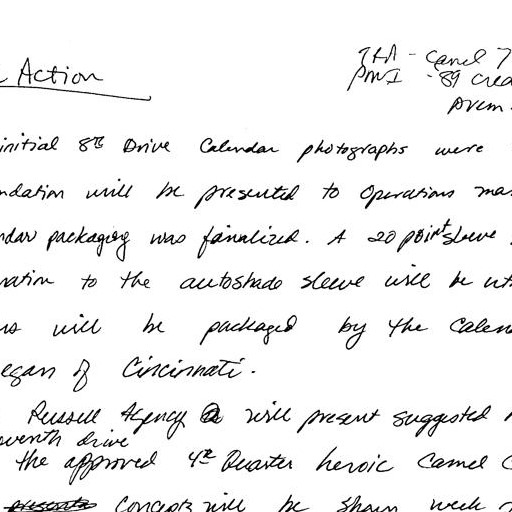 Action
TRA - Camel 7
PMI - 89 Crea
Prem
initial 8th Drive Calendar photographs were
ndation will be presented to Operations ma
ndar packaging was finalized. A 20 point sleeve
nation to the autoshade sleeve will be ut
ns will be packaged by the Calen
egan of Cincinnati.
Russell Agency will present suggested
seventh drive
the approved 4th Quarter heroic Camel C
presents concepts will be shown week